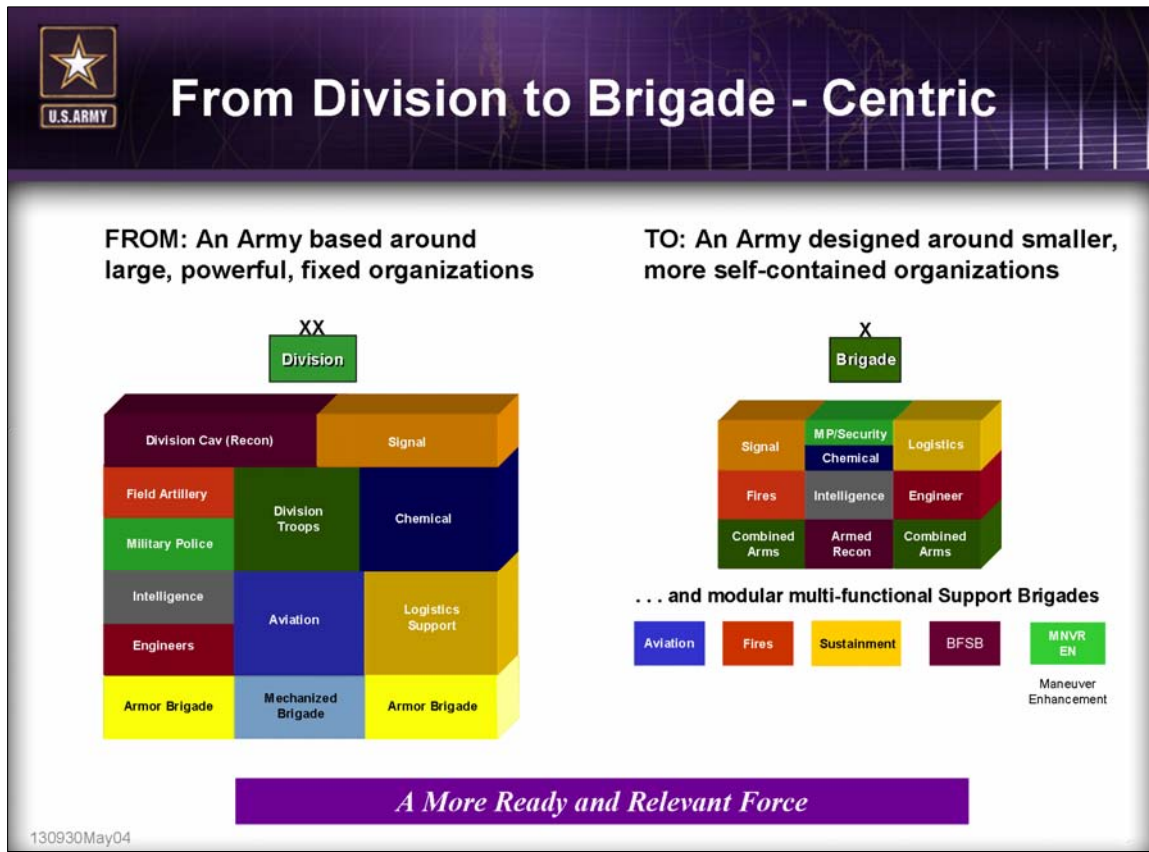 U.S.ARMY
From Division to Brigade - Centric
FROM: An Army based around
large, powerful, fixed organizations
XX
Division
Division Cav (Recon)
Signal
Field Artillery
Military Police
Division
Troops
Chemical
Intelligence
Engineers
Aviation
Logistics
Support
Armor Brigade
Mechanized
Brigade
Armor Brigade
TO: An Army designed around smaller,
more self-contained organizations
X
Brigade
Signal
MP/Security
Chemical
Logistics
Fires
Intelligence
Engineer
Combined
Arms
Armed
Recon
Combined
Arms
. . . and modular multi-functional Support Brigades
Aviation
Fires
Sustainment
BFSB
MNVR
EN
Maneuver
Enhancement
A More Ready and Relevant Force
130930May04